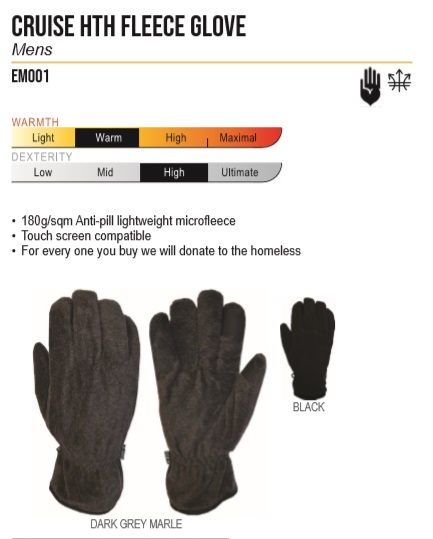 CRUISE HTH FLEECE GLOVE
Mens
EM001
WARMTH
Light Warm High Maximal
DEXTERITY
Low Mid High Ultimate
• 180g/sqm Anti-pill lightweight microfleece
• Touch screen compatible
• For every one you buy we will donate to the homeless
BLACK
DARK GREY MARLE